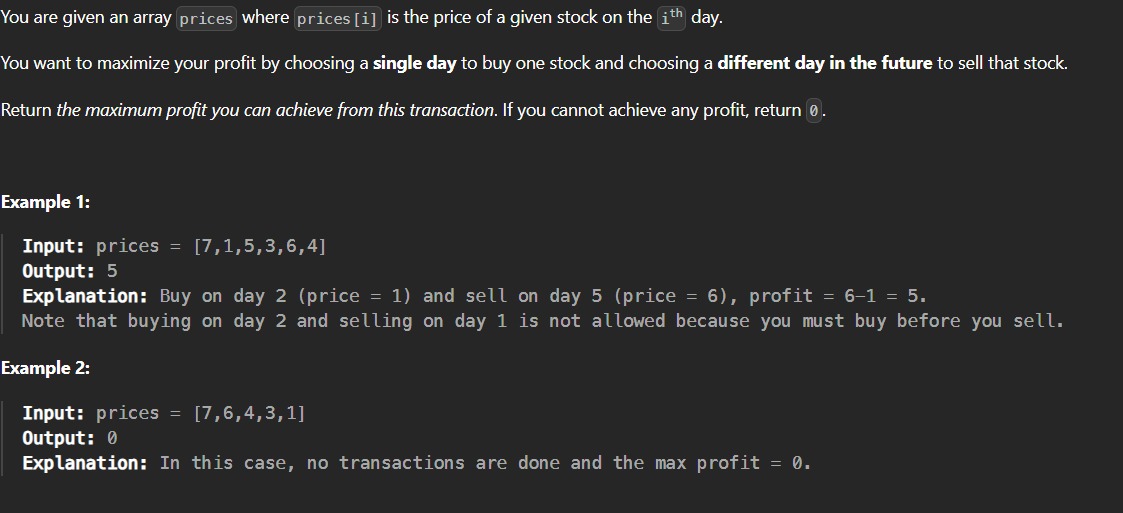 You are given an array prices where prices[i] is the price of a given stock on the ith day.
You want to maximize your profit by choosing a single day to buy one stock and choosing a different day in the future to sell that stock.
Return the maximum profit you can achieve from this transaction. If you cannot achieve any profit, return 0.
Example 1:
Input: prices = [7,1,5,3,6,4]
Output: 5
Explanation: Buy on day 2 (price = 1) and sell on day 5 (price = 6), profit = 6-1 = 5.
Note that buying on day 2 and selling on day 1 is not allowed because you must buy before you sell.
Example 2:
Input: prices = [7,6,4,3,1]
Output: 0
Explanation: In this case, no transactions are done and the max profit = 0.